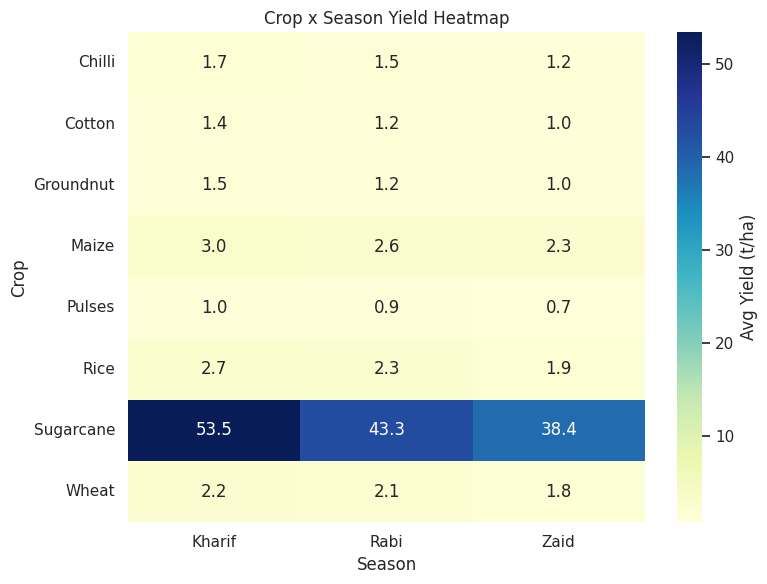 Crop x Season Yield Heatmap
Crop
Chilli 1.7 1.5 1.2
Cotton 1.4 1.2 1.0
Groundnut 1.5 1.2 1.0
Maize 3.0 2.6 2.3
Pulses 1.0 0.9 0.7
Rice 2.7 2.3 1.9
Sugarcane 53.5 43.3 38.4
Wheat 2.2 2.1 1.8
Kharif Rabi Zaid
Season
50
40
30
20
10
Avg Yield (t/ha)